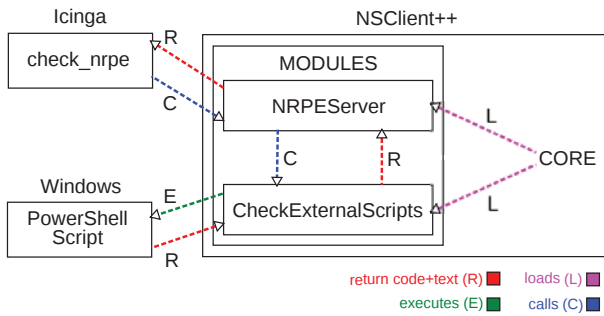 Icinga
NSClient++
R
check_nrpe
MODULES
NRPEServer
C
L
C
R
CORE
Windows
E
L
PowerShell
Script
CheckExternalScripts
R
return code+text (R)
loads (L)
executes (E)
calls (C)